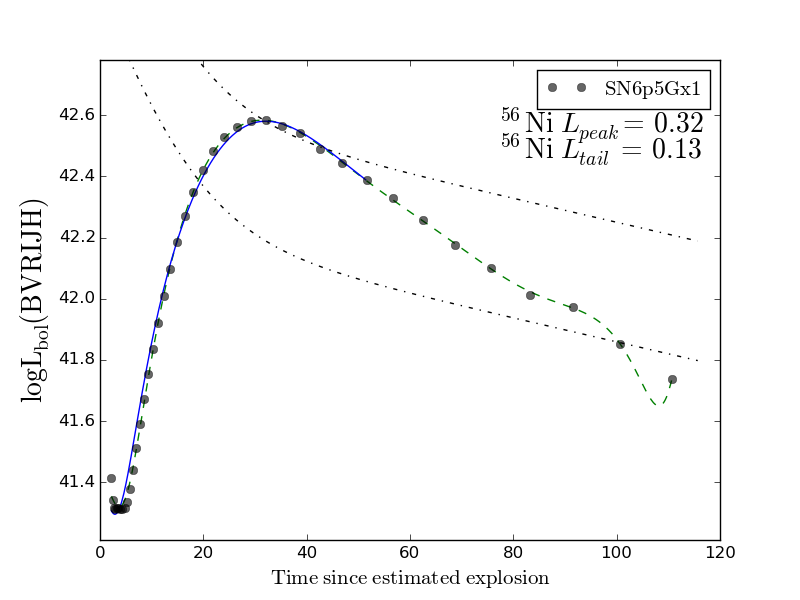 SN6p5Gx1
56Ni Lpeak = 0.32
56Ni Ltail = 0.13
logLbol(BVRIJH)
42.6
42.4
42.2
42.0
41.8
41.6
41.4
0 20 40 60 80 100 120
Time since estimated explosion